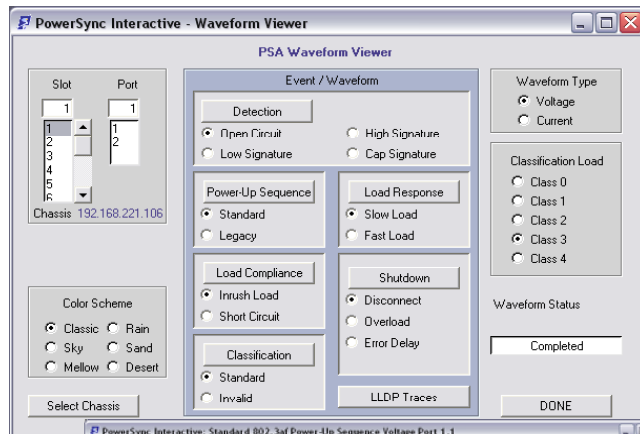 PowerSync Interactive - Waveform Viewer
PSA Waveform Viewer
Slot Port
1 1
1 1
2 2
3
4
5
6
Chassis 192.168.221.106
Color Scheme
Classic Rain
Sky Sand
Mellow Desert
Select Chassis
Event / Waveform
Detection
Open Circuit High Signature
Low Signature Cap Signature
Power-Up Sequence
Standard
Legacy
Load Response
Slow Load
Fast Load
Load Compliance
Inrush Load
Short Circuit
Shutdown
Disconnect
Overload
Error Delay
Classification
Standard
Invalid
LLDP Traces
Waveform Type
Voltage
Current
Classification Load
Class 0
Class 1
Class 2
Class 3
Class 4
Waveform Status
Completed
DONE
PowerSync Interactive: Standard 802.3af Power-Up Sequence Voltage Port 1,1